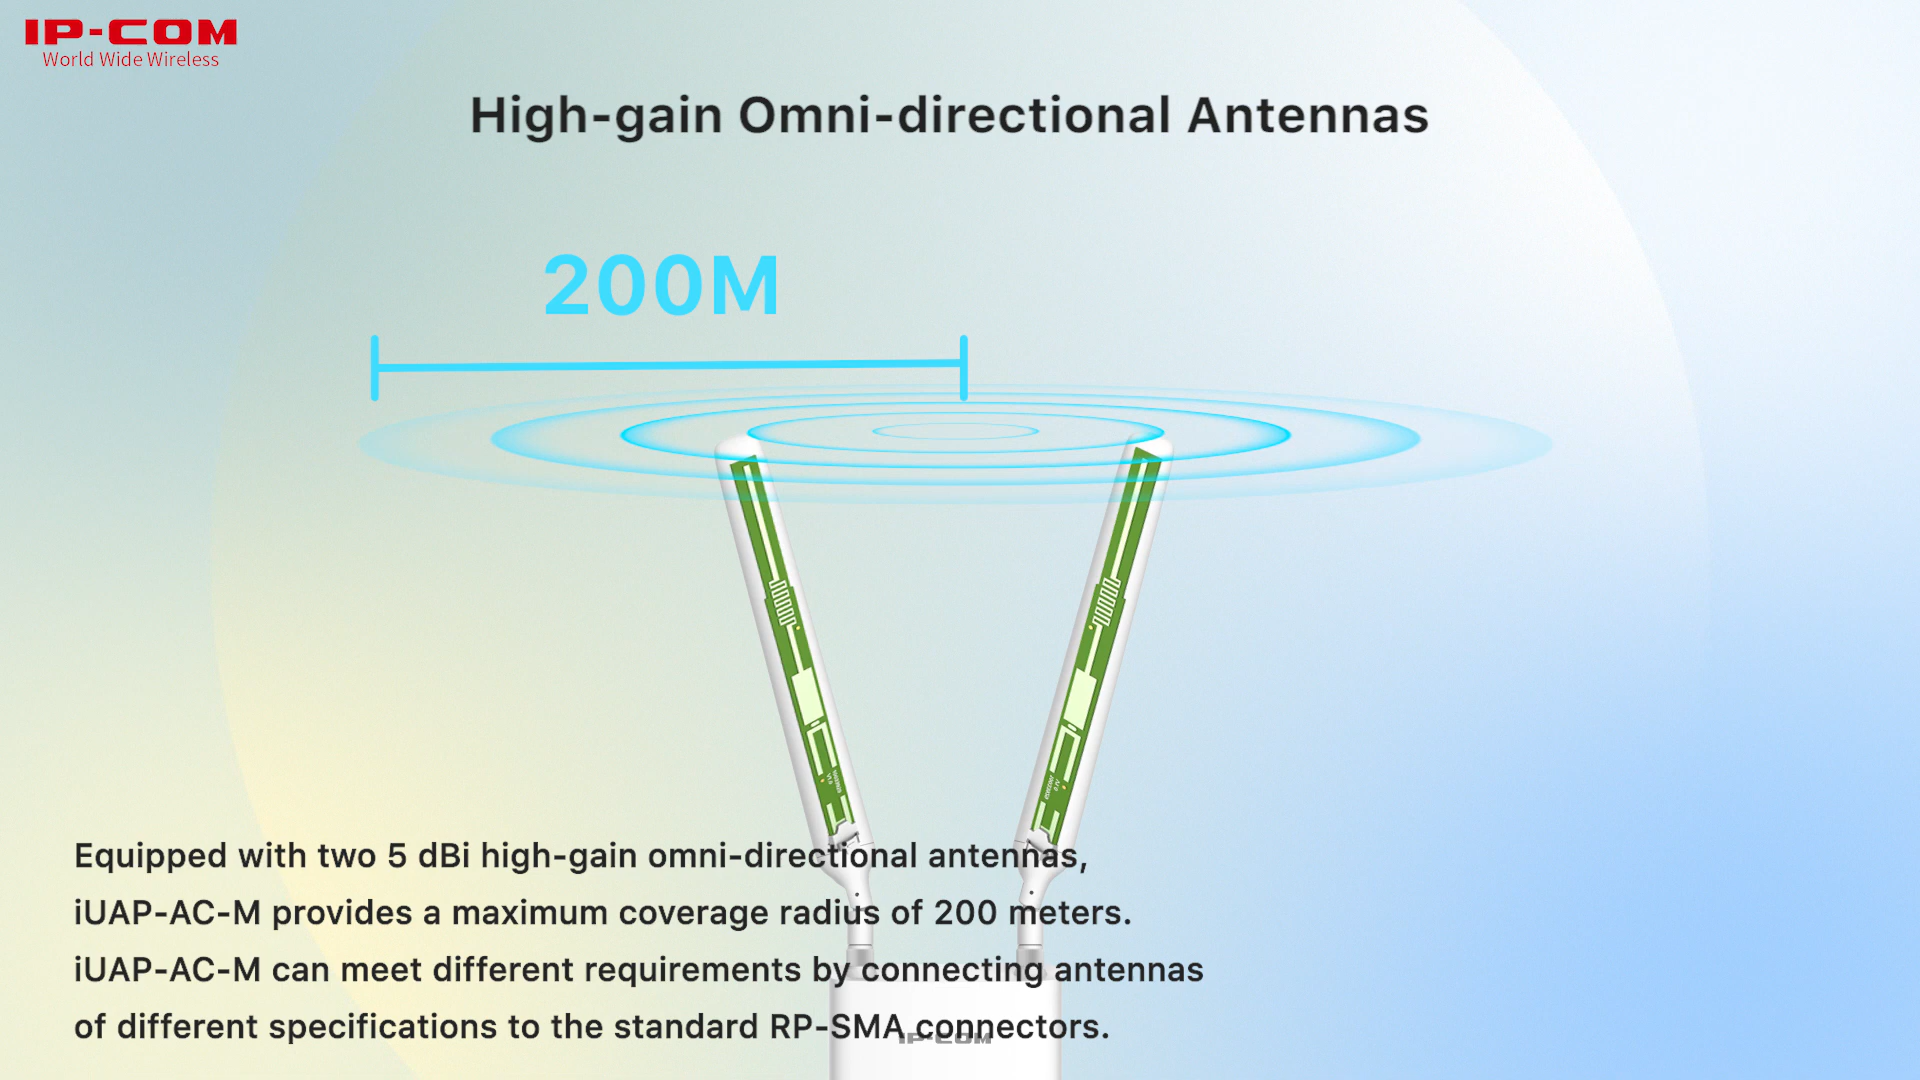 IP-COM
World Wide Wireless
High-gain Omni-directional Antennas
200M
Equipped with two 5 dBi high-gain omni-directional antennas,
iUAP-AC-M provides a maximum coverage radius of 200 meters.
iUAP-AC-M can meet different requirements by connecting antennas
of different specifications to the standard RP-SMA connectors.
IP-COM